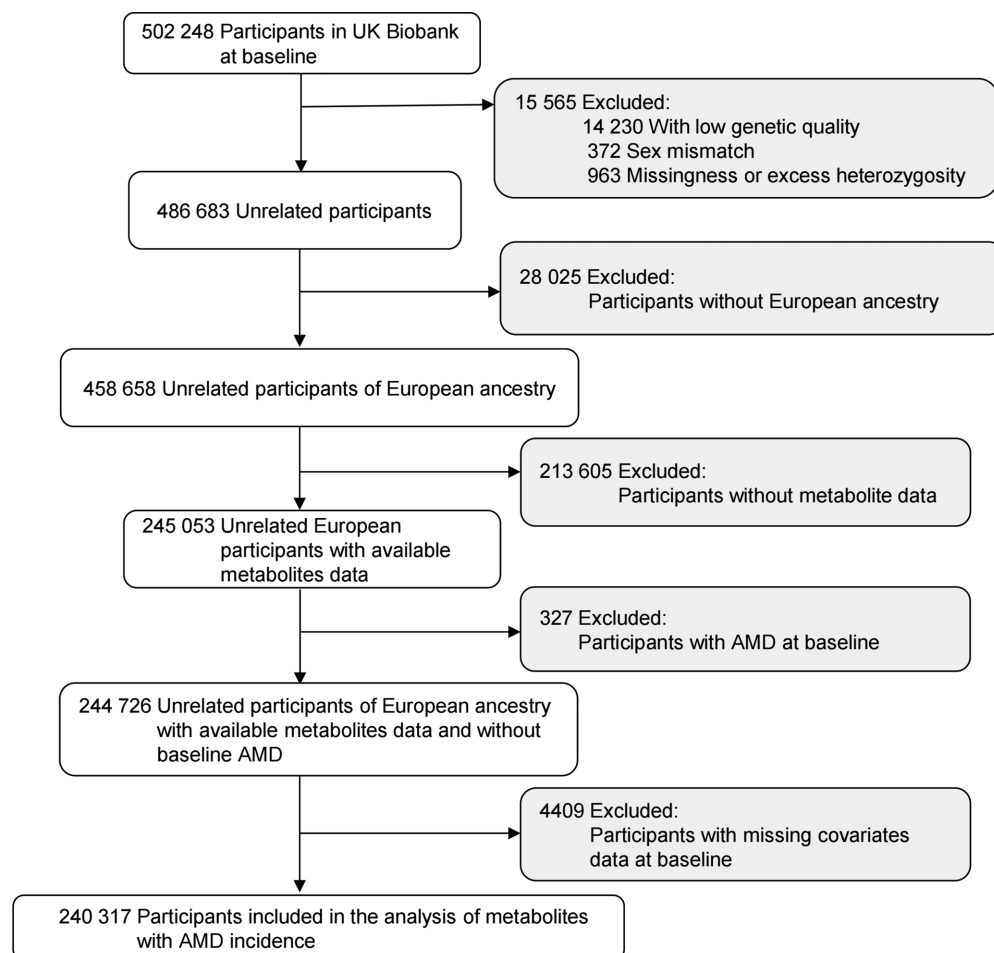 502 248 Participants in UK Biobank
at baseline
15 565 Excluded:
14 230 With low genetic quality
372 Sex mismatch
963 Missingness or excess heterozygosity
486 683 Unrelated participants
28 025 Excluded:
Participants without European ancestry
458 658 Unrelated participants of European ancestry
213 605 Excluded:
Participants without metabolite data
245 053 Unrelated European
participants with available
metabolites data
327 Excluded:
Participants with AMD at baseline
244 726 Unrelated participants of European ancestry
with available metabolites data and without
baseline AMD
4409 Excluded:
Participants with missing covariates
data at baseline
240 317 Participants included in the analysis of metabolites
with AMD incidence